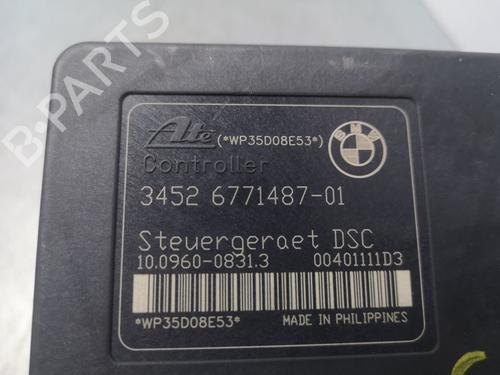 Ate (*WP35D08E53*)
BMW
Controller
3452 6771487-01
Steuergeraet DSC
10.0960-0831.3 00401111D3
*WP35D08E53* MADE IN PHILIPPINES
B-PARTS